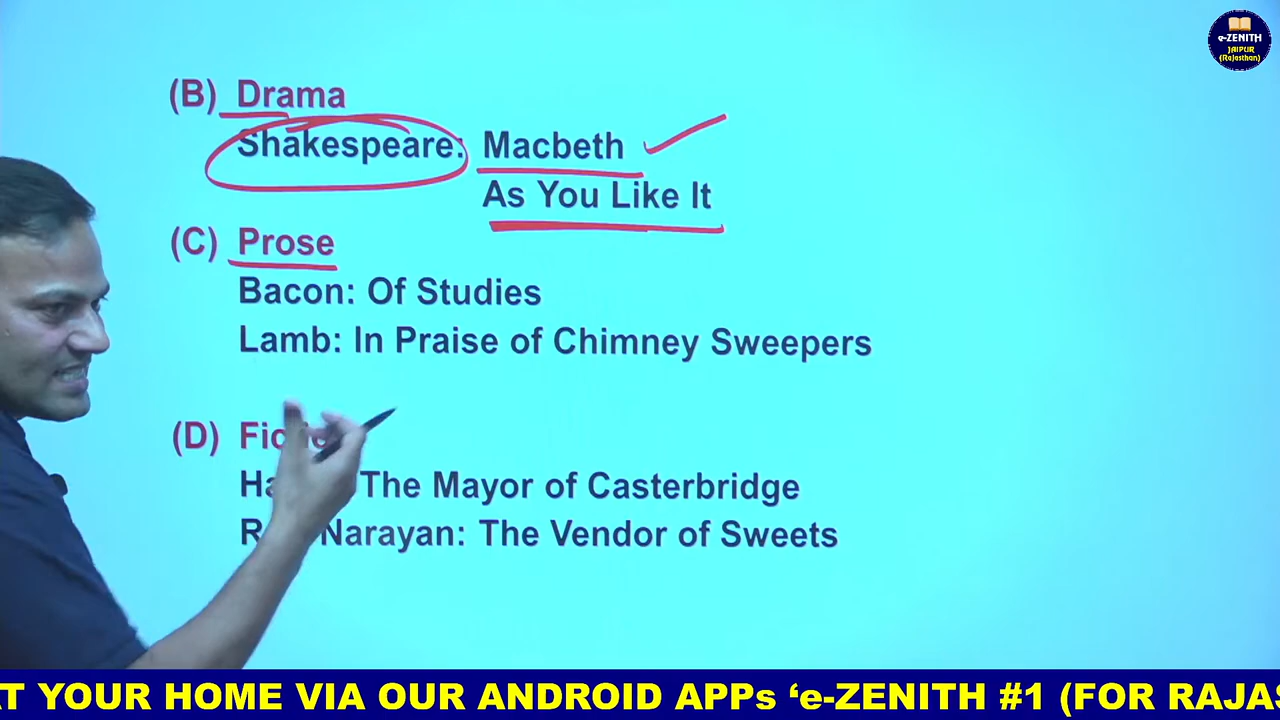 e-ZENITH
JAIPUR
(Rajasthan)
(B) Drama
Shakespeare: Macbeth
As You Like It
(C) Prose
Bacon: Of Studies
Lamb: In Praise of Chimney Sweepers
(D)
The Mayor of Casterbridge
Narayan: The Vendor of Sweets
AT YOUR HOME VIA OUR ANDROID APPs ‘e-ZENITH #1 (FOR